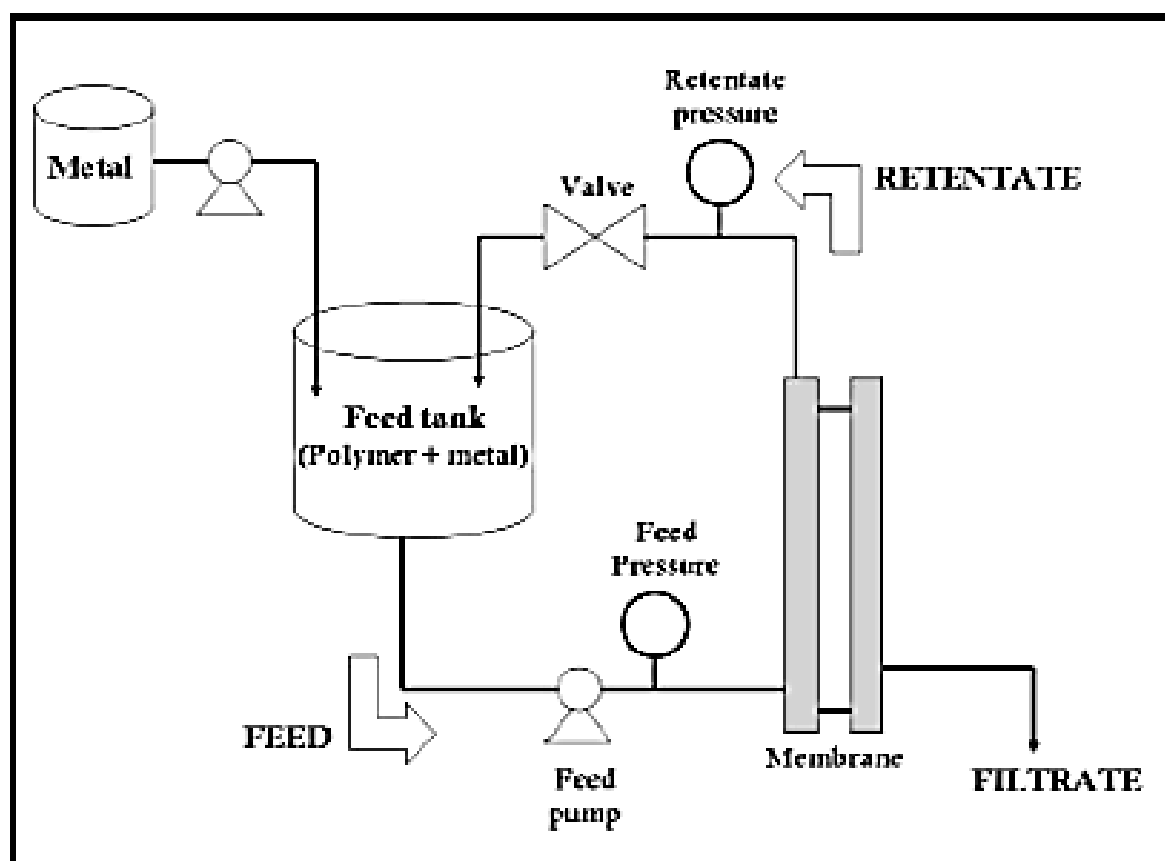 Retentate
pressure
Metal
Valve
RETENTATE
Feed tank
(Polymer + metal)
Feed
Pressure
FEED
Feed
pump
Membrane
FILTRATE